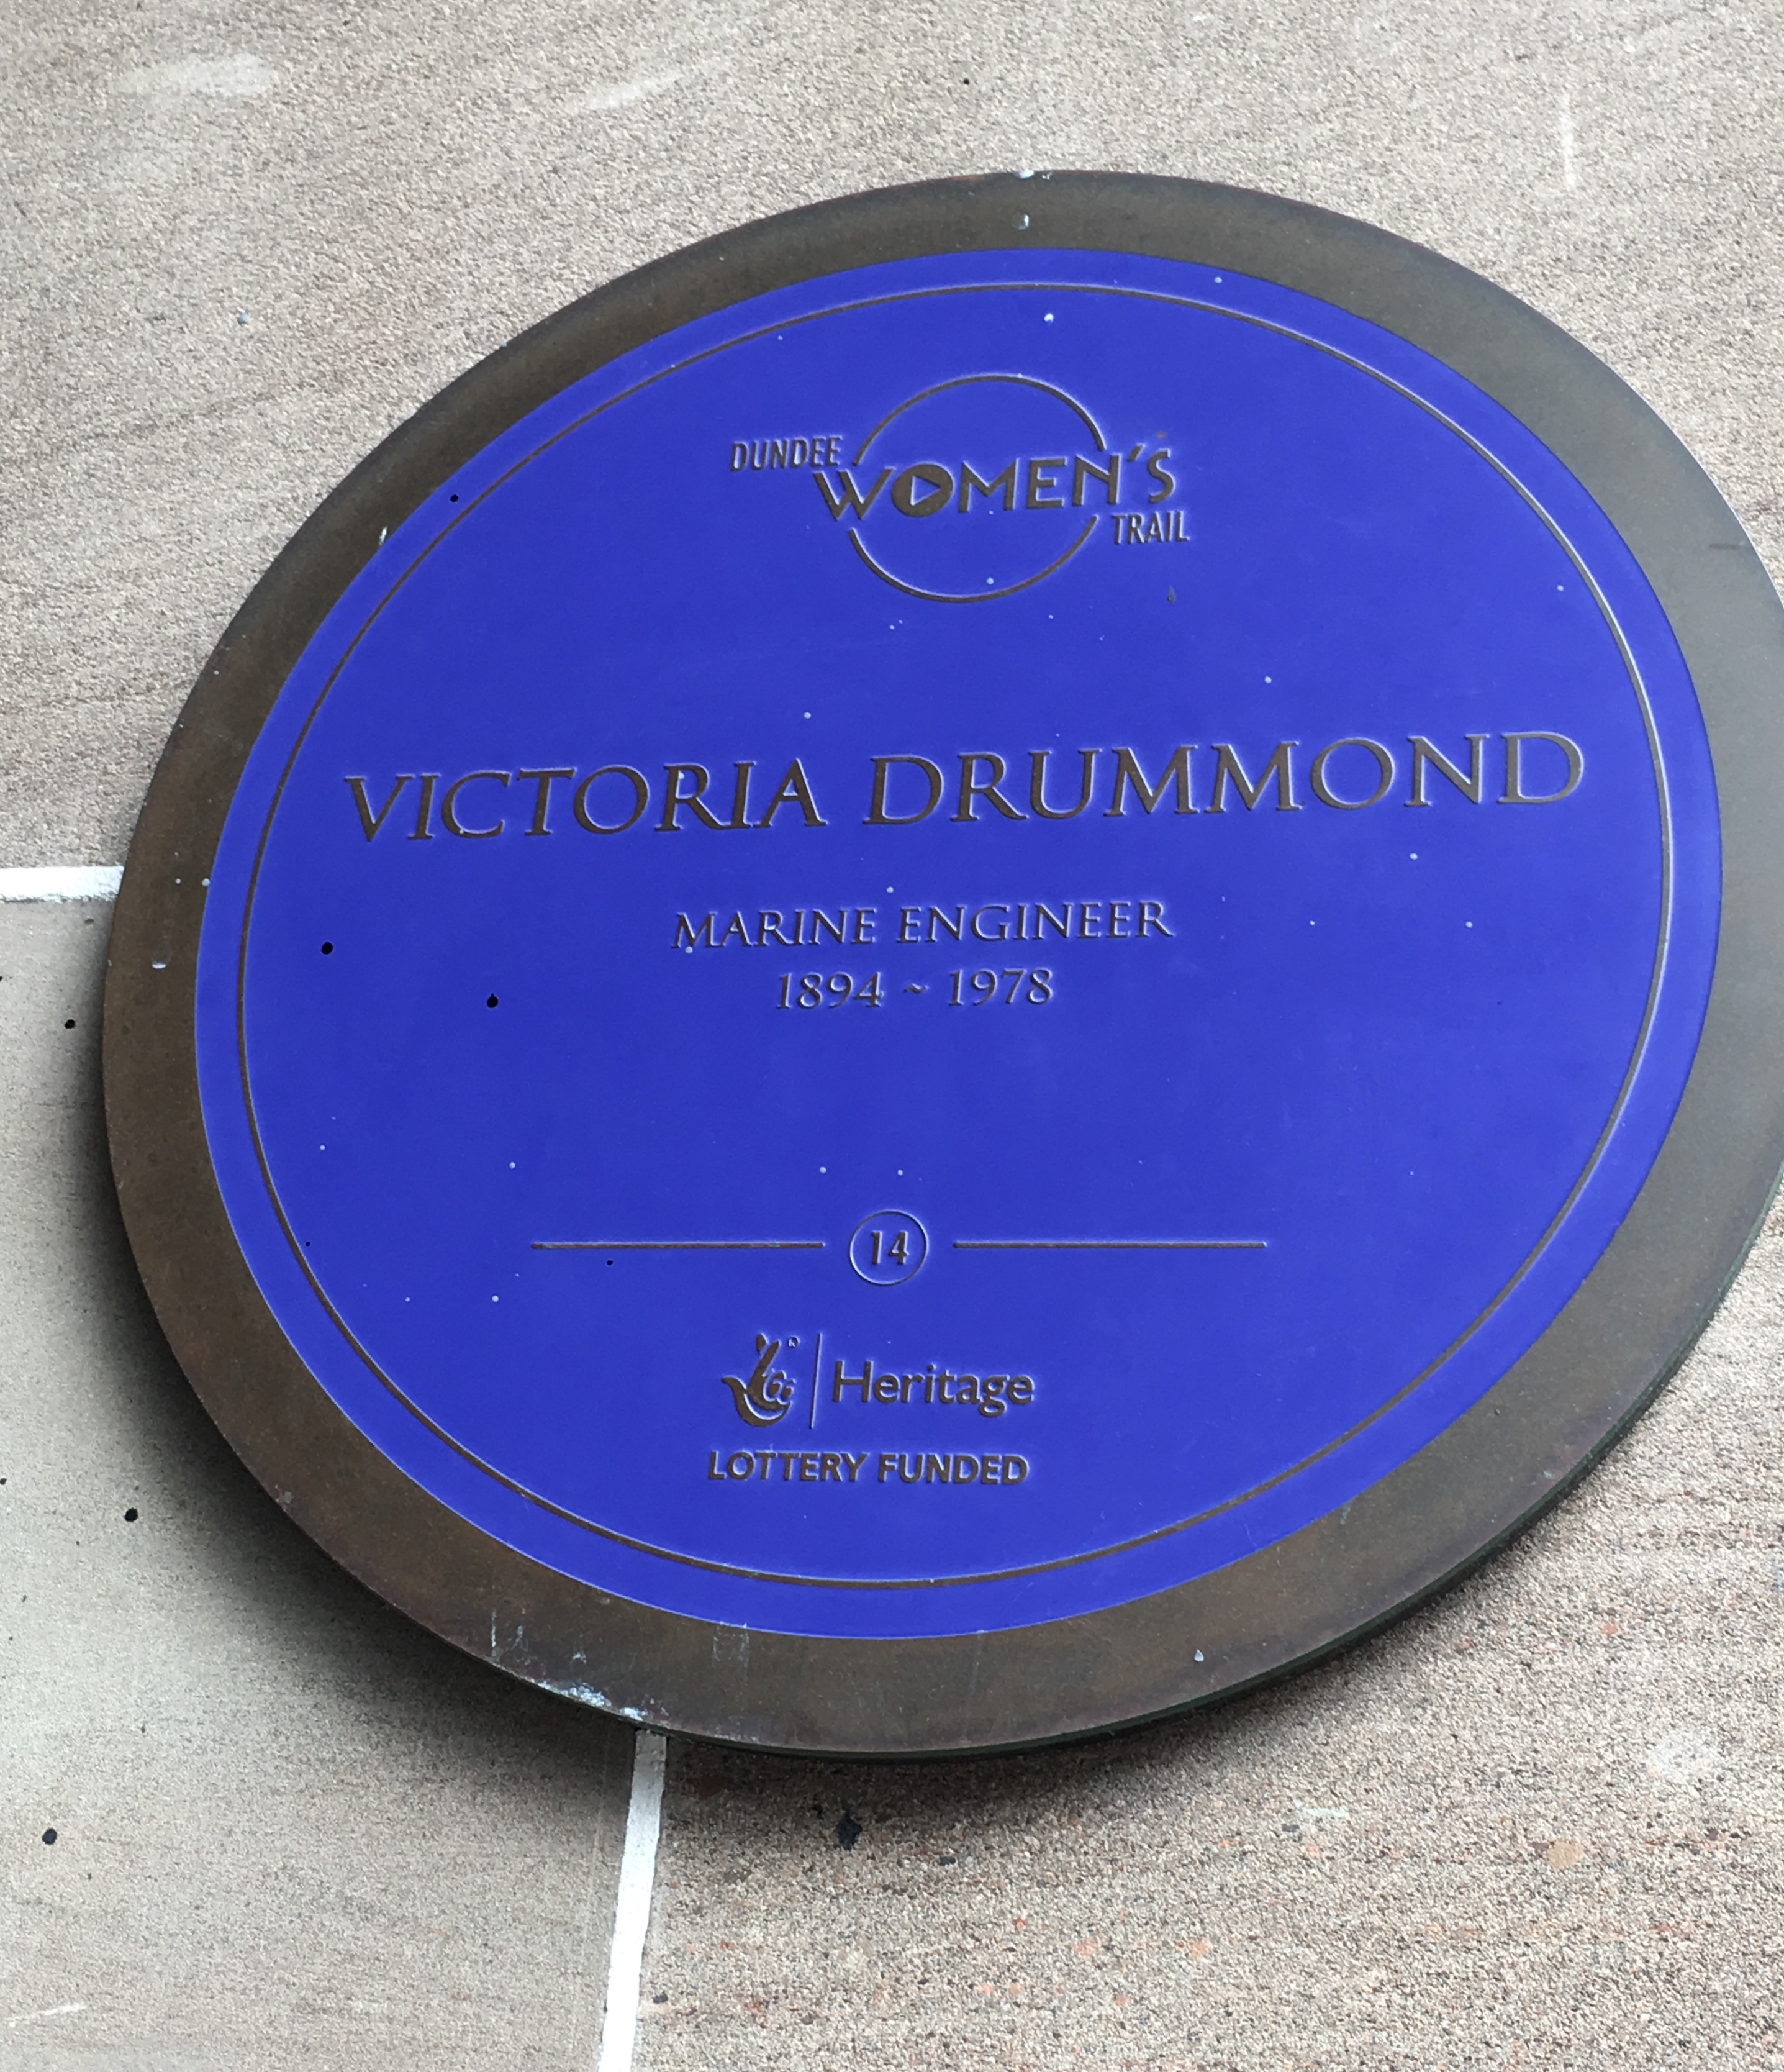 DUNDEE
WOMEN'S
TRAIL
VICTORIA DRUMMOND
MARINE ENGINEER
1894 ~ 1978
14
Heritage
LOTTERY FUNDED